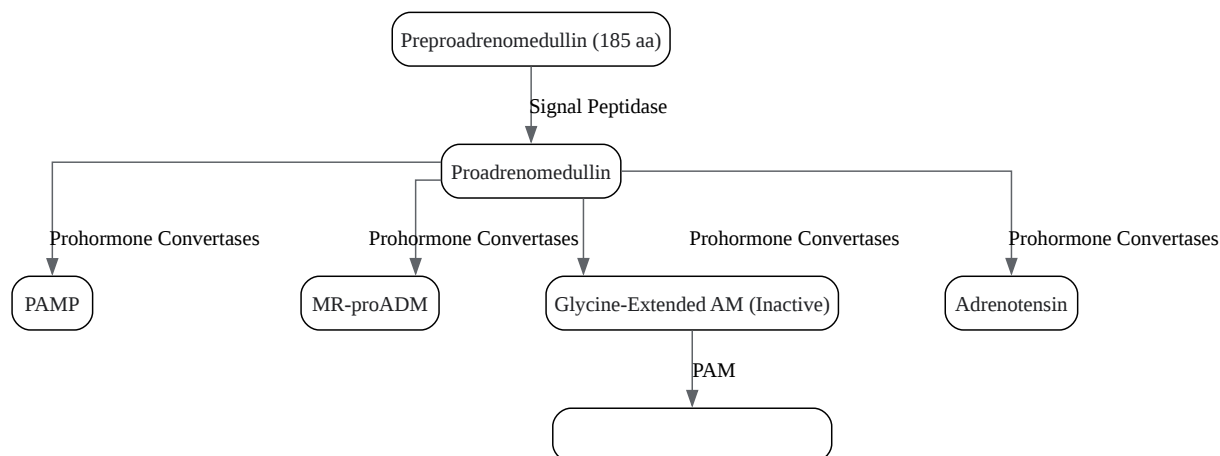 Preproadrenomedullin (185 aa)
Signal Peptidase
Proadrenomedullin
Prohormone Convertases
Prohormone Convertases
Prohormone Convertases
Prohormone Convertases
PAMP
MR-proADM
Glycine-Extended AM (Inactive)
Adrenotensin
PAM